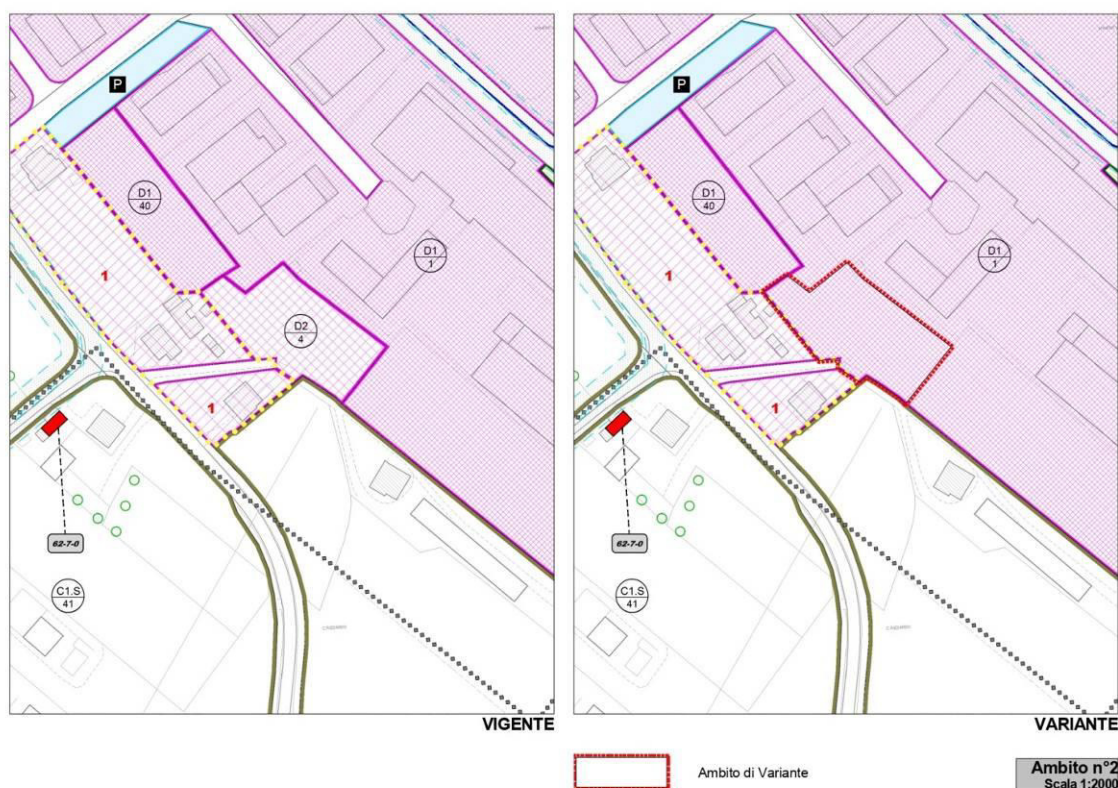 P
D1
40
D1
1
1
D2
4
1
62-7-0
C1.S
41
VIGENTE
P
D1
40
D1
1
1
1
62-7-0
C1.S
41
VARIANTE
Ambito di Variante
Ambito n°2
Scala 1:2000